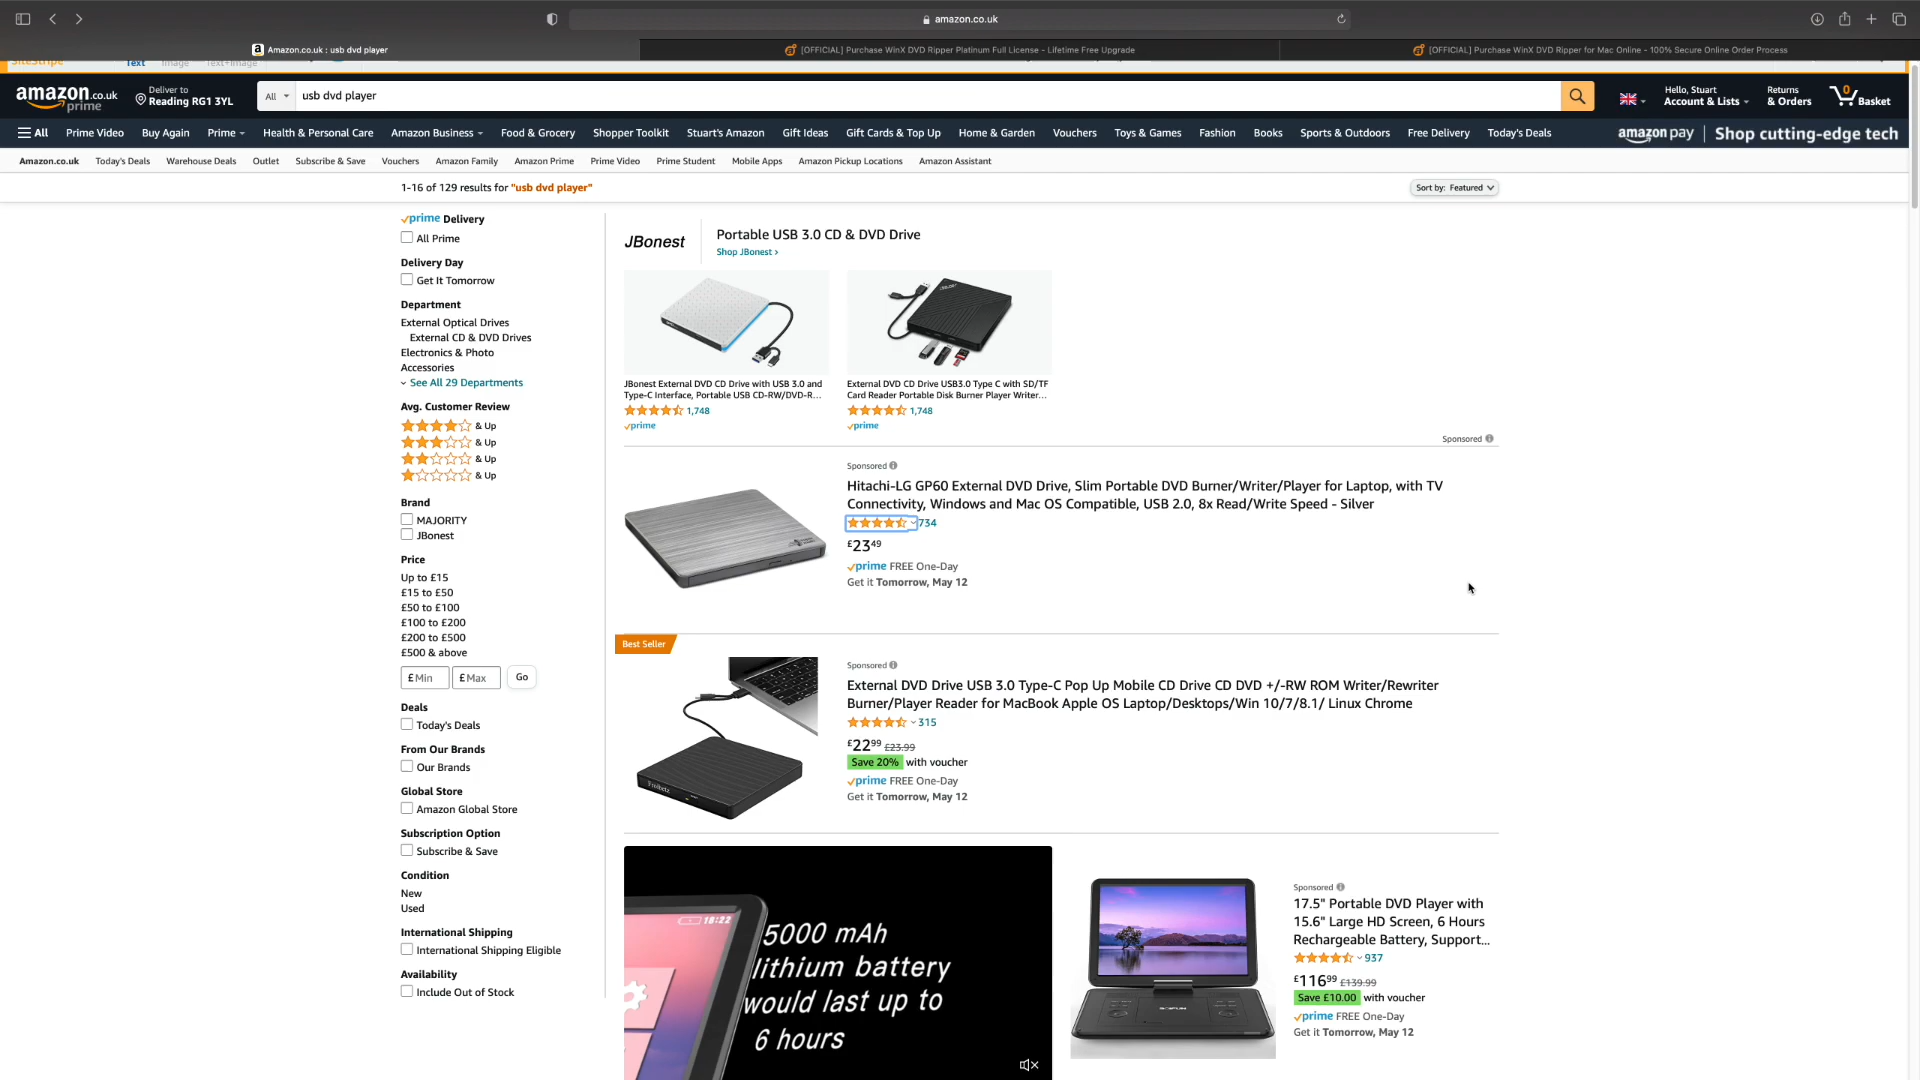 amazon.co.uk
Amazon.co.uk : usb dvd player
[OFFICIAL] Purchase WinX DVD Ripper Platinum Full License - Lifetime Free Upgrade
[OFFICIAL] Purchase WinX DVD Ripper for Mac Online - 100% Secure Online Order Process
SiteStripe
Text Image Text+Image
amazon.co.uk
prime
Deliver to
Reading RG1 3YL
All
usb dvd player
Hello, Stuart
Account & Lists
Returns
& Orders
0
Basket
All Prime Video Buy Again Prime Health & Personal Care Amazon Business Food & Grocery Shopper Toolkit Stuart's Amazon Gift Ideas Gift Cards & Top Up Home & Garden Vouchers Toys & Games Fashion Books Sports & Outdoors Free Delivery Today's Deals
amazon pay | Shop cutting-edge tech
Amazon.co.uk Today's Deals Warehouse Deals Outlet Subscribe & Save Vouchers Amazon Family Amazon Prime Prime Video Prime Student Mobile Apps Amazon Pickup Locations Amazon Assistant
1-16 of 129 results for "usb dvd player"
Sort by: Featured
prime Delivery
All Prime
Delivery Day
Get It Tomorrow
Department
External Optical Drives
External CD & DVD Drives
Electronics & Photo
Accessories
See All 29 Departments
Avg. Customer Review
& Up
& Up
& Up
& Up
Brand
MAJORITY
JBonest
Price
Up to £15
£15 to £50
£50 to £100
£100 to £200
£200 to £500
£500 & above
£ Min £ Max Go
Deals
Today's Deals
From Our Brands
Our Brands
Global Store
Amazon Global Store
Subscription Option
Subscribe & Save
Condition
New
Used
International Shipping
International Shipping Eligible
Availability
Include Out of Stock
JBonest
Portable USB 3.0 CD & DVD Drive
Shop JBonest ›
JBonest External DVD CD Drive with USB 3.0 and
Type-C Interface, Portable USB CD-RW/DVD-R...
1,748
prime
External DVD CD Drive USB3.0 Type C with SD/TF
Card Reader Portable Disk Burner Player Writer...
1,748
prime
Sponsored
Sponsored
Hitachi-LG GP60 External DVD Drive, Slim Portable DVD Burner/Writer/Player for Laptop, with TV
Connectivity, Windows and Mac OS Compatible, USB 2.0, 8x Read/Write Speed - Silver
734
£2349
prime FREE One-Day
Get it Tomorrow, May 12
Best Seller
Sponsored
External DVD Drive USB 3.0 Type-C Pop Up Mobile CD Drive CD DVD +/-RW ROM Writer/Rewriter
Burner/Player Reader for MacBook Apple OS Laptop/Desktops/Win 10/7/8.1/ Linux Chrome
315
£2299 £23.99
Save 20% with voucher
prime FREE One-Day
Get it Tomorrow, May 12
18:22
5000 mAh
lithium battery
would last up to
6 hours
Sponsored
17.5" Portable DVD Player with
15.6" Large HD Screen, 6 Hours
Rechargeable Battery, Support...
937
£11699 £139.99
Save £10.00 with voucher
prime FREE One-Day
Get it Tomorrow, May 12